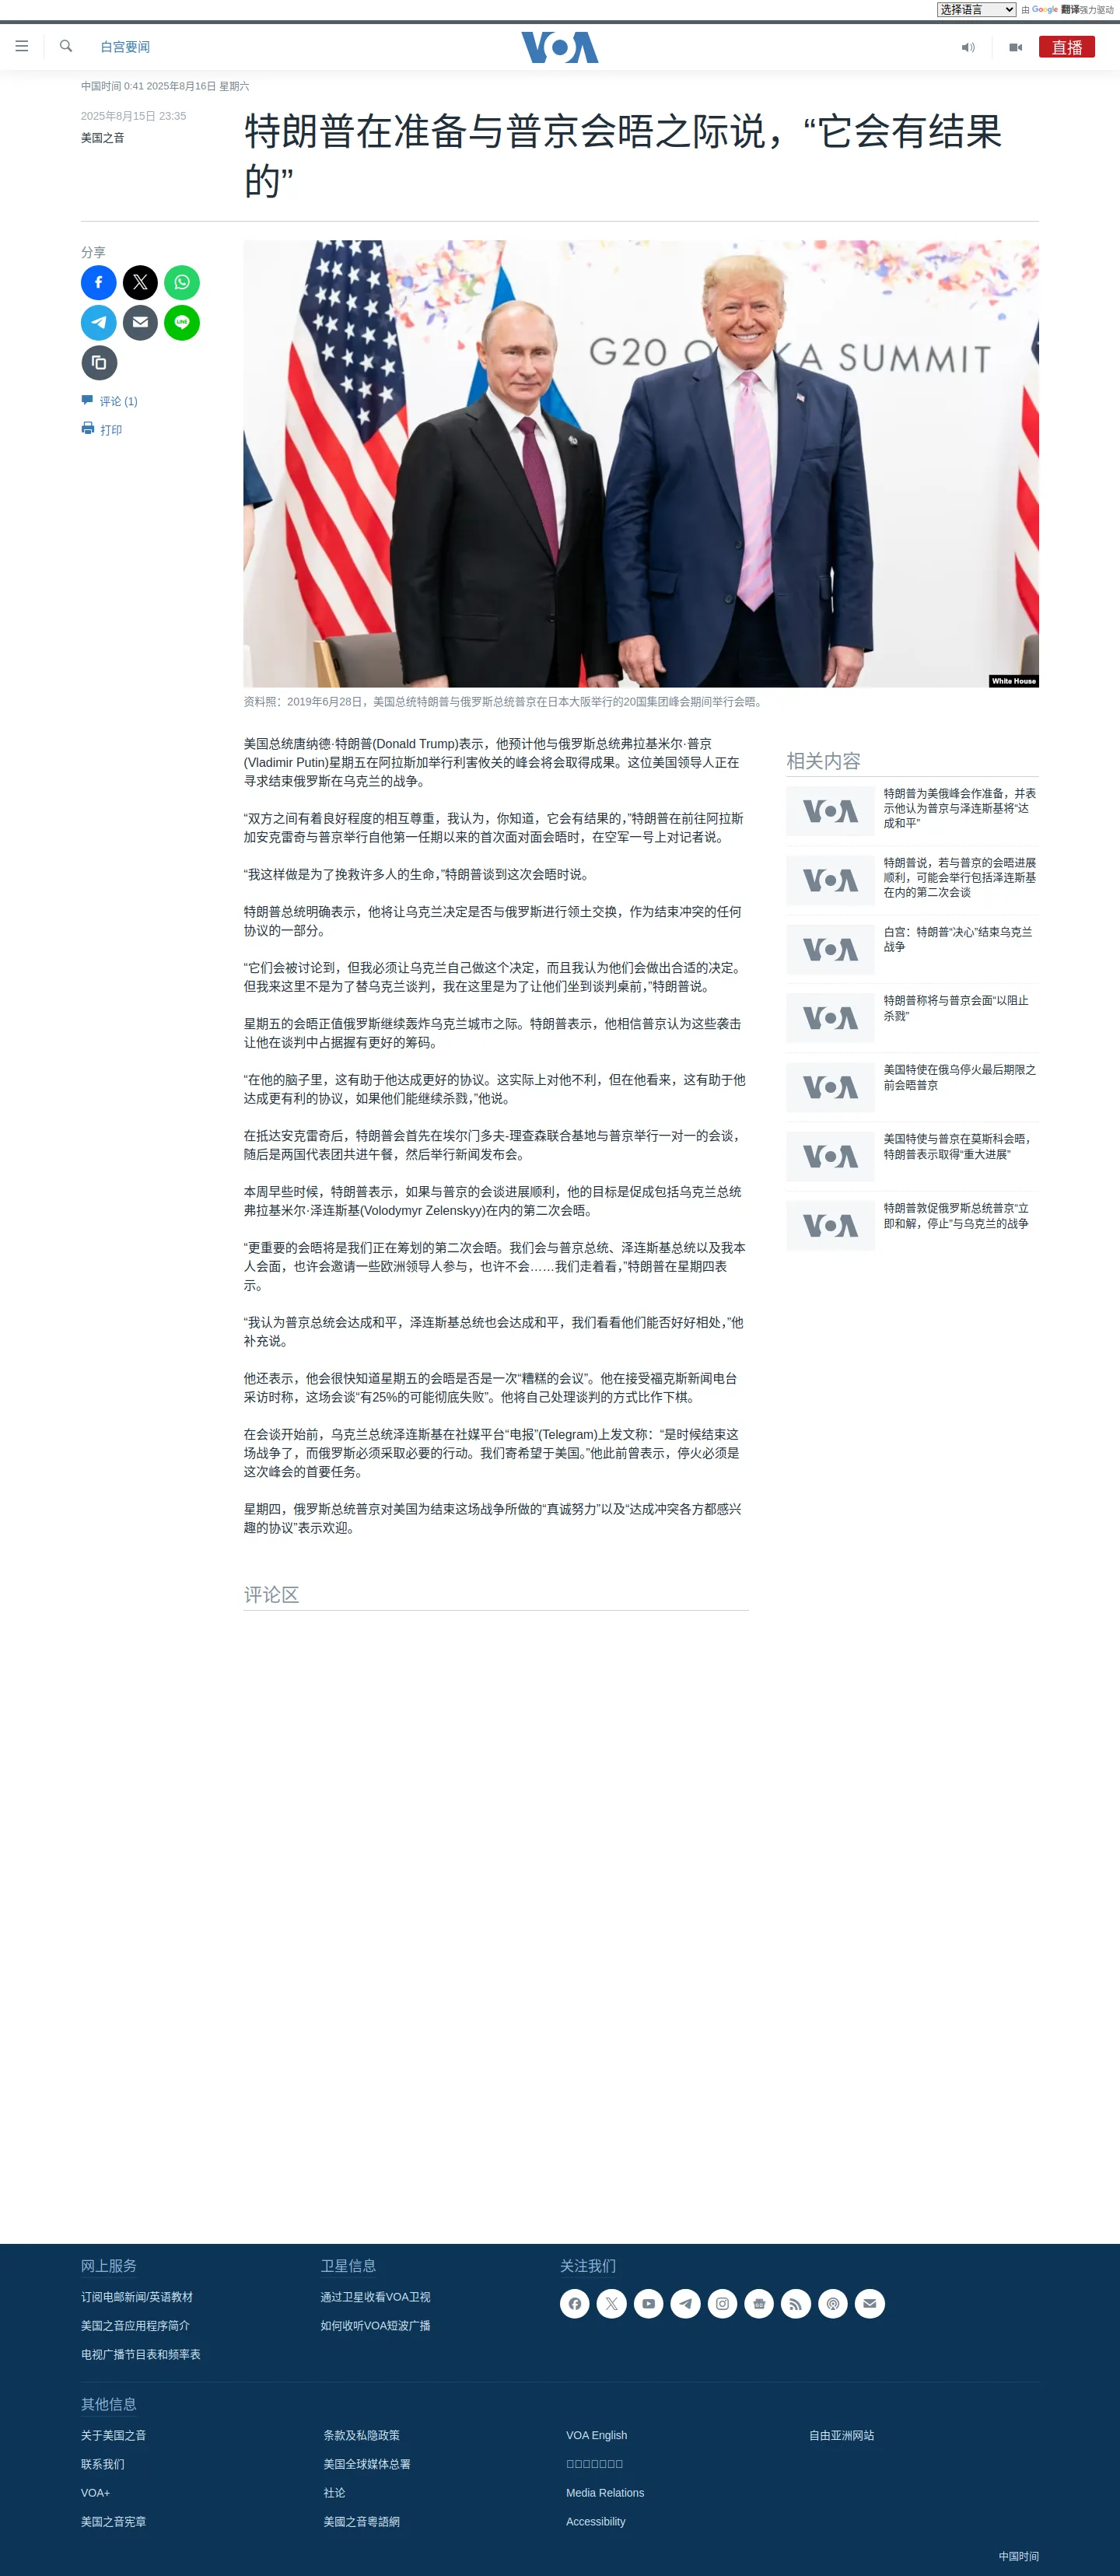 选择语言 由 Google 翻译强力驱动
白宫要闻
VOA
直播
中国时间 0:41 2025年8月16日 星期六
2025年8月15日 23:35
美国之音
特朗普在准备与普京会晤之际说，“它会有结果
的”
分享
LINE
评论 (1)
打印
G20 O KA SUMMIT
White House
资料照：2019年6月28日，美国总统特朗普与俄罗斯总统普京在日本大阪举行的20国集团峰会期间举行会晤。
美国总统唐纳德·特朗普(Donald Trump)表示，他预计他与俄罗斯总统弗拉基米尔·普京
(Vladimir Putin)星期五在阿拉斯加举行利害攸关的峰会将会取得成果。这位美国领导人正在
寻求结束俄罗斯在乌克兰的战争。
“双方之间有着良好程度的相互尊重，我认为，你知道，它会有结果的，”特朗普在前往阿拉斯
加安克雷奇与普京举行自他第一任期以来的首次面对面会晤时，在空军一号上对记者说。
“我这样做是为了挽救许多人的生命，”特朗普谈到这次会晤时说。
特朗普总统明确表示，他将让乌克兰决定是否与俄罗斯进行领土交换，作为结束冲突的任何
协议的一部分。
“它们会被讨论到，但我必须让乌克兰自己做这个决定，而且我认为他们会做出合适的决定。
但我来这里不是为了替乌克兰谈判，我在这里是为了让他们坐到谈判桌前，”特朗普说。
星期五的会晤正值俄罗斯继续轰炸乌克兰城市之际。特朗普表示，他相信普京认为这些袭击
让他在谈判中占据握有更好的筹码。
“在他的脑子里，这有助于他达成更好的协议。这实际上对他不利，但在他看来，这有助于他
达成更有利的协议，如果他们能继续杀戮，”他说。
在抵达安克雷奇后，特朗普会首先在埃尔门多夫-理查森联合基地与普京举行一对一的会谈，
随后是两国代表团共进午餐，然后举行新闻发布会。
本周早些时候，特朗普表示，如果与普京的会谈进展顺利，他的目标是促成包括乌克兰总统
弗拉基米尔·泽连斯基(Volodymyr Zelenskyy)在内的第二次会晤。
“更重要的会晤将是我们正在筹划的第二次会晤。我们会与普京总统、泽连斯基总统以及我本
人会面，也许会邀请一些欧洲领导人参与，也许不会……我们走着看，”特朗普在星期四表
示。
“我认为普京总统会达成和平，泽连斯基总统也会达成和平，我们看看他们能否好好相处，”他
补充说。
他还表示，他会很快知道星期五的会晤是否是一次“糟糕的会议”。他在接受福克斯新闻电台
采访时称，这场会谈“有25%的可能彻底失败”。他将自己处理谈判的方式比作下棋。
在会谈开始前，乌克兰总统泽连斯基在社媒平台“电报”(Telegram)上发文称：“是时候结束这
场战争了，而俄罗斯必须采取必要的行动。我们寄希望于美国。”他此前曾表示，停火必须是
这次峰会的首要任务。
星期四，俄罗斯总统普京对美国为结束这场战争所做的“真诚努力”以及“达成冲突各方都感兴
趣的协议”表示欢迎。
相关内容
VOA
特朗普为美俄峰会作准备，并表
示他认为普京与泽连斯基将“达
成和平”
VOA
特朗普说，若与普京的会晤进展
顺利，可能会举行包括泽连斯基
在内的第二次会谈
VOA
白宫：特朗普“决心”结束乌克兰
战争
VOA
特朗普称将与普京会面“以阻止
杀戮”
VOA
美国特使在俄乌停火最后期限之
前会晤普京
VOA
美国特使与普京在莫斯科会晤，
特朗普表示取得“重大进展”
VOA
特朗普敦促俄罗斯总统普京“立
即和解，停止”与乌克兰的战争
评论区
网上服务
订阅电邮新闻/英语教材
美国之音应用程序简介
电视广播节目表和频率表
卫星信息
通过卫星收看VOA卫视
如何收听VOA短波广播
关注我们
其他信息
关于美国之音
联系我们
VOA+
美国之音宪章
条款及私隐政策
美国全球媒体总署
社论
美國之音粵語網
VOA English
Media Relations
Accessibility
自由亚洲网站
中国时间